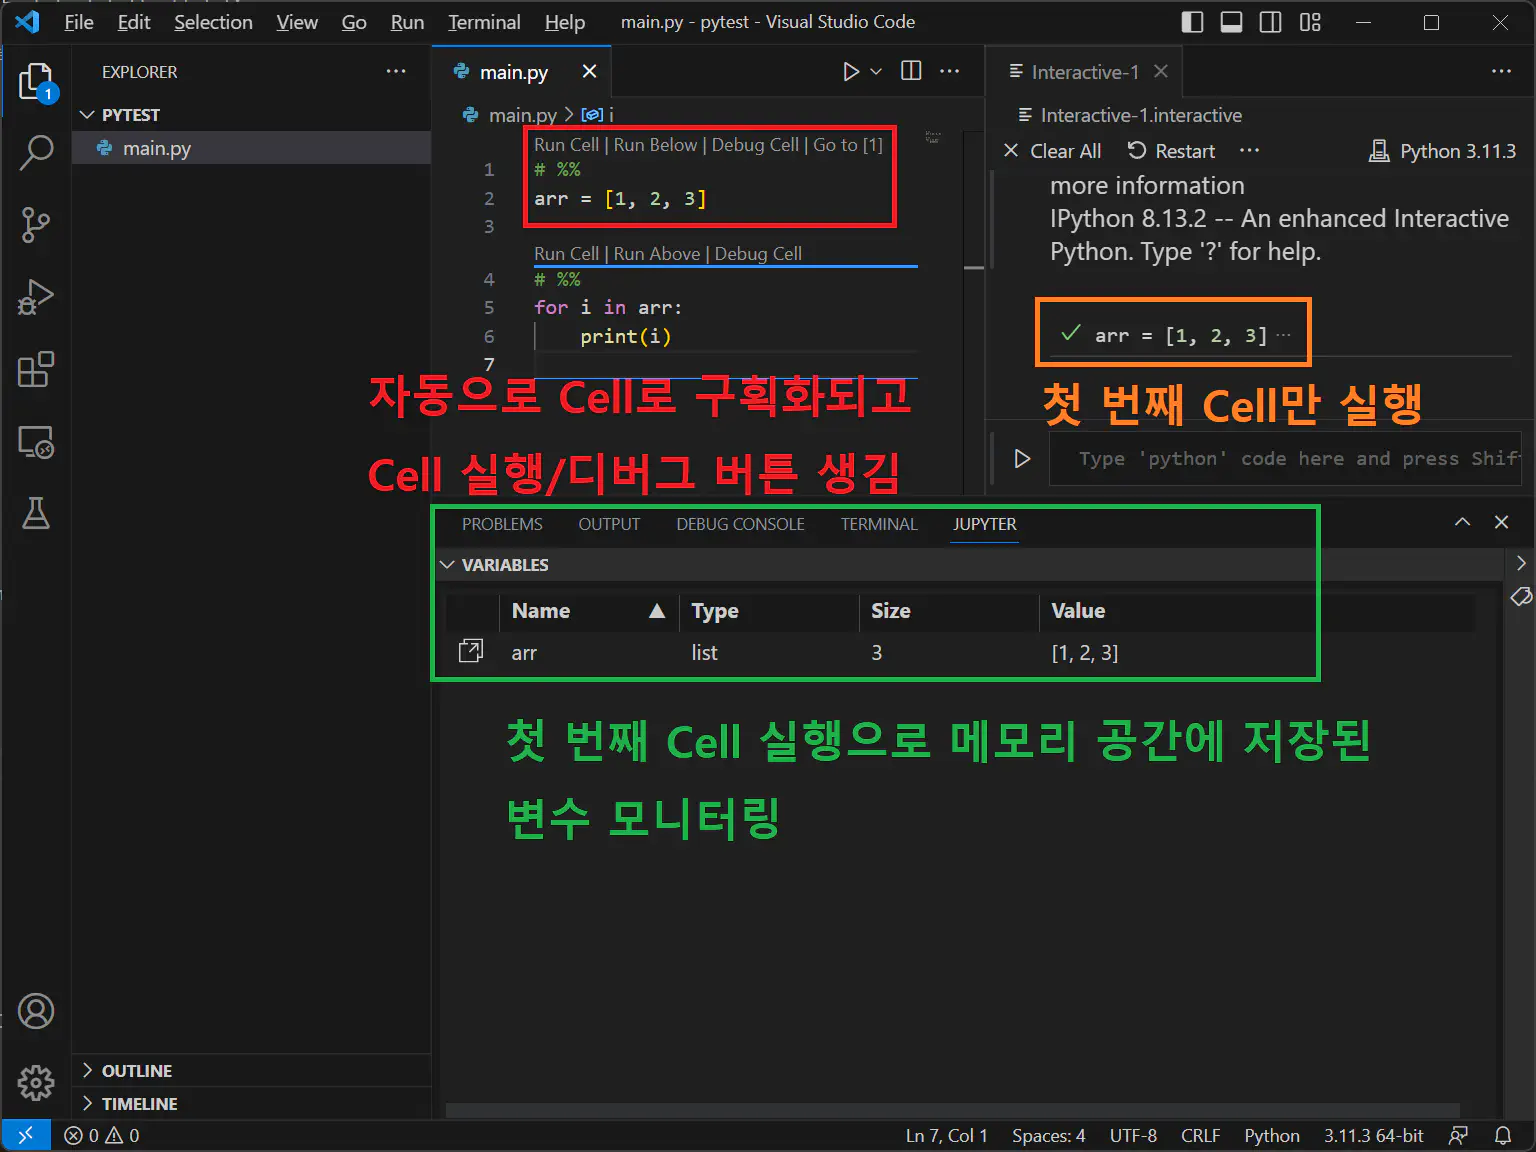 File Edit Selection View Go Run Terminal Help main.py - pytest - Visual Studio Code
1
EXPLORER
PYTEST
main.py
OUTLINE
TIMELINE
main.py
main.py > i
Run Cell | Run Below | Debug Cell | Go to [1]
1 # %%
2 arr = [1, 2, 3]
3
Run Cell | Run Above | Debug Cell
4 # %%
5 for i in arr:
6 print(i)
7
자동으로 Cell로 구획화되고
Cell 실행/디버그 버튼 생김
Interactive-1
Interactive-1.interactive
Clear All Restart Python 3.11.3
more information
IPython 8.13.2 -- An enhanced Interactive
Python. Type '?' for help.
arr = [1, 2, 3] ...
첫 번째 Cell만 실행
Type 'python' code here and press Shif
PROBLEMS OUTPUT DEBUG CONSOLE TERMINAL JUPYTER
VARIABLES
Name Type Size Value
arr list 3 [1, 2, 3]
첫 번째 Cell 실행으로 메모리 공간에 저장된
변수 모니터링
0 0 Ln 7, Col 1 Spaces: 4 UTF-8 CRLF Python 3.11.3 64-bit